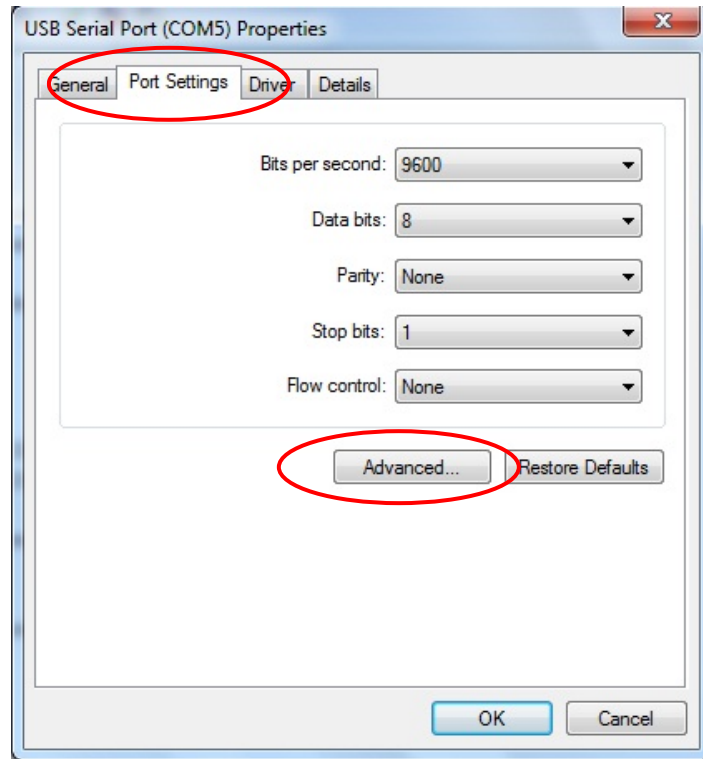 USB Serial Port (COM5) Properties
General Port Settings Driver Details
Bits per second: 9600
Data bits: 8
Parity: None
Stop bits: 1
Flow control: None
Advanced... Restore Defaults
OK Cancel